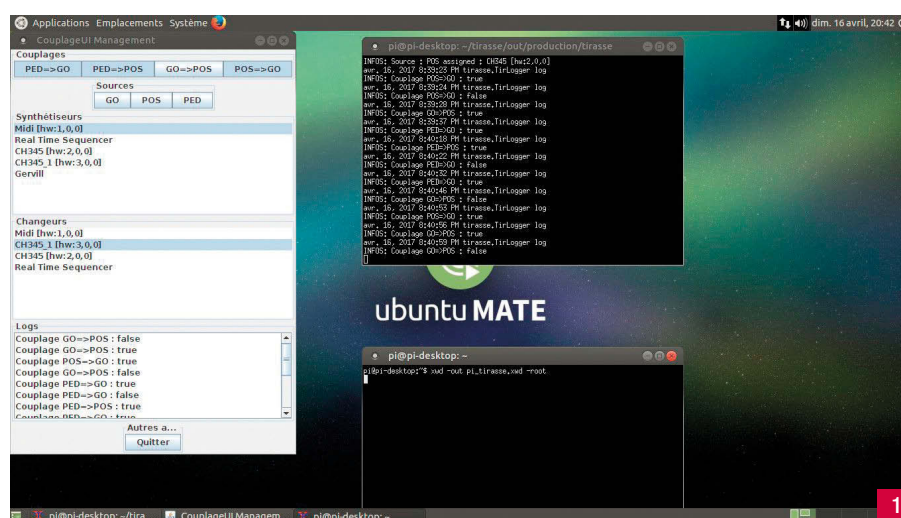 Applications Emplacements Système
dim. 16 avril, 20:42
CouplageUI Management
Couplages
PED=>GO PED=>POS GO=>POS POS=>GO
Sources
GO POS PED
Synthétiseurs
Midi [hw:1,0,0]
Real Time Sequencer
CH345 [hw:2,0,0]
CH345_1 [hw:3,0,0]
Gervill
Changeurs
Midi [hw:1,0,0]
CH345_1 [hw:3,0,0]
CH345 [hw:2,0,0]
Real Time Sequencer
Logs
Couplage GO=>POS : false
Couplage GO=>POS : true
Couplage POS=>GO : true
Couplage GO=>POS : false
Couplage PED=>GO : true
Couplage PED=>GO : false
Couplage PED=>POS : true
Couplage PED=>GO : true
Autres a...
Quitter
pi@pi-desktop: ~/tirasse/out/production/tirasse
INFOS: Source : POS assigned : CH345 [hw:2,0,0]
avr. 16, 2017 8:39:23 PM tirasse.TirLogger log
INFOS: Couplage POS=>GO : true
avr. 16, 2017 8:39:24 PM tirasse.TirLogger log
INFOS: Couplage POS=>GO : false
avr. 16, 2017 8:39:28 PM tirasse.TirLogger log
INFOS: Couplage GO=>POS : true
avr. 16, 2017 8:39:37 PM tirasse.TirLogger log
INFOS: Couplage PED=>GO : true
avr. 16, 2017 8:40:18 PM tirasse.TirLogger log
INFOS: Couplage PED=>POS : true
avr. 16, 2017 8:40:22 PM tirasse.TirLogger log
INFOS: Couplage PED=>GO : false
avr. 16, 2017 8:40:32 PM tirasse.TirLogger log
INFOS: Couplage PED=>GO : true
avr. 16, 2017 8:40:46 PM tirasse.TirLogger log
INFOS: Couplage GO=>POS : false
avr. 16, 2017 8:40:53 PM tirasse.TirLogger log
INFOS: Couplage POS=>GO : true
avr. 16, 2017 8:40:56 PM tirasse.TirLogger log
INFOS: Couplage GO=>POS : true
avr. 16, 2017 8:40:59 PM tirasse.TirLogger log
INFOS: Couplage GO=>POS : false
ubuntu MATE
pi@pi-desktop: ~
pi@pi-desktop:~$ xwd -out pi_tirasse.xwd -root
1
pi@pi-desktop: ~/tira... CouplageUI Managem... pi@pi-desktop: ~